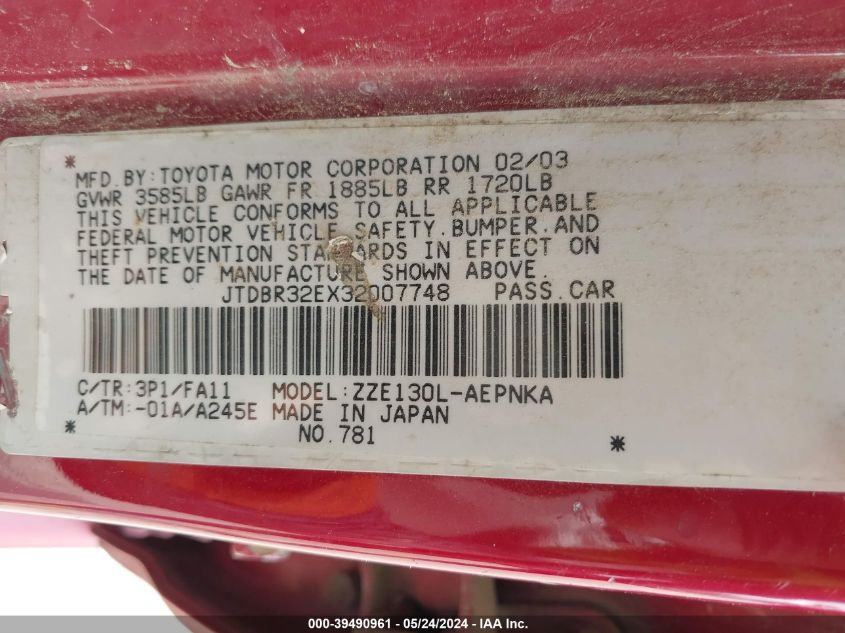 *
MFD.BY:TOYOTA MOTOR CORPORATION 02/03
GVWR 3585LB GAWR FR 1885LB RR 1720LB
THIS VEHICLE CONFORMS TO ALL APPLICABLE
FEDERAL MOTOR VEHICLE SAFETY.BUMPER.AND
THEFT PREVENTION STANDARDS IN EFFECT ON
THE DATE OF MANUFACTURE SHOWN ABOVE.
JTDBR32EX32007748 PASS.CAR
C/TR:3P1/FA11 MODEL:ZZE130L-AEPNKA
A/TM:-01A/A245E MADE IN JAPAN
* NO.781 *
000-39490961 - 05/24/2024 - IAAI, Inc.